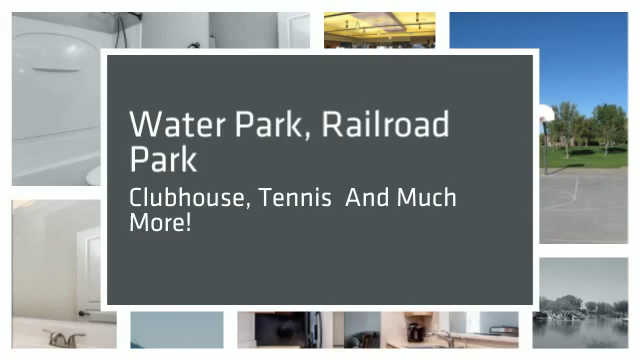 Water Park, Railroad
Park
Clubhouse, Tennis  And Much
More!